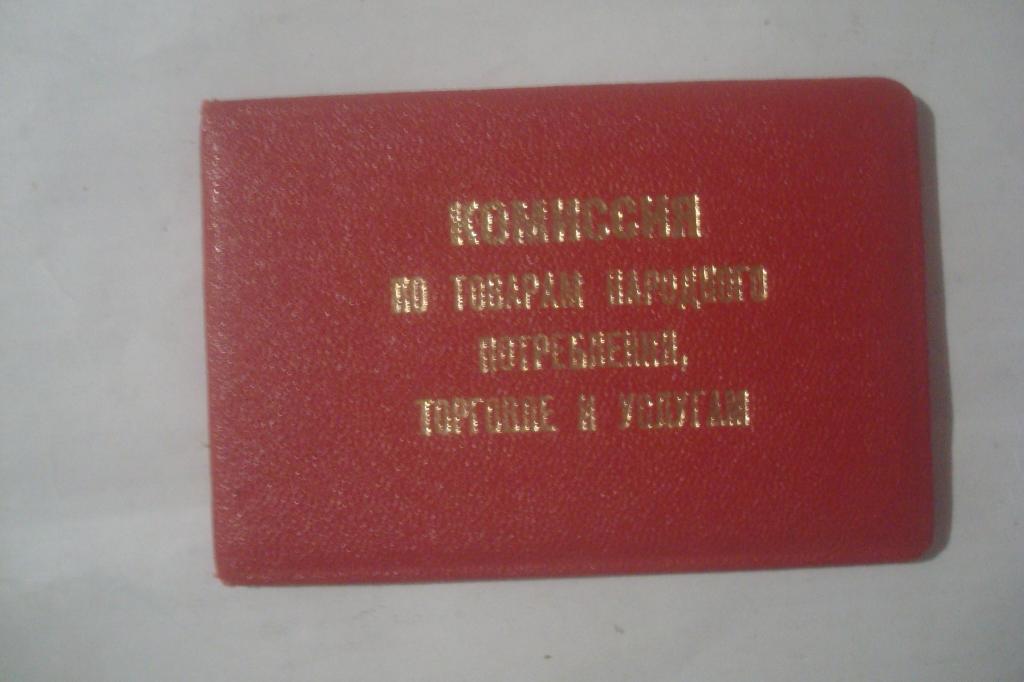 КОМИССИЯ
ПО ТОВАРАМ НАРОДНОГО
ПОТРЕБЛЕНИЯ,
ТОРГОВЛЕ И УСЛУГАМ